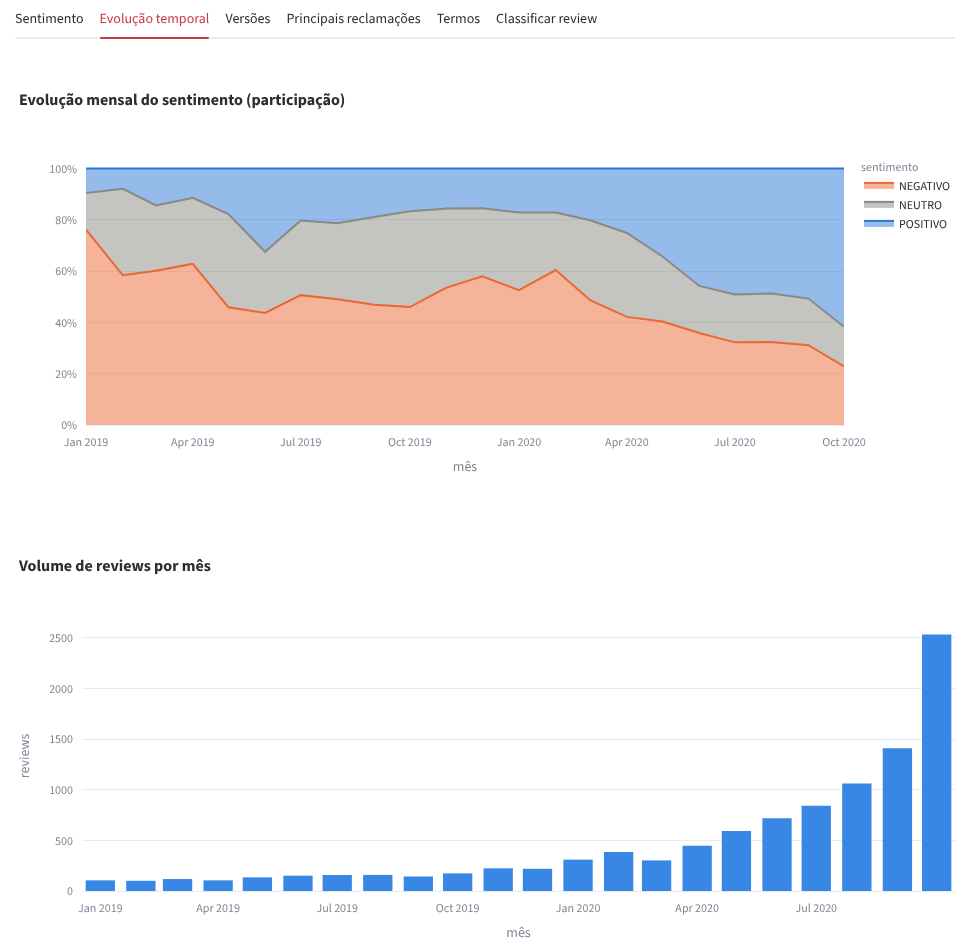 Sentimento Evolução temporal Versões Principais reclamações Termos Classificar review
Evolução mensal do sentimento (participação)
sentimento
NEGATIVO
NEUTRO
POSITIVO
100%
80%
60%
40%
20%
0%
Jan 2019 Apr 2019 Jul 2019 Oct 2019 Jan 2020 Apr 2020 Jul 2020 Oct 2020
mês
Volume de reviews por mês
2500
2000
1500
1000
500
0
reviews
Jan 2019 Apr 2019 Jul 2019 Oct 2019 Jan 2020 Apr 2020 Jul 2020
mês